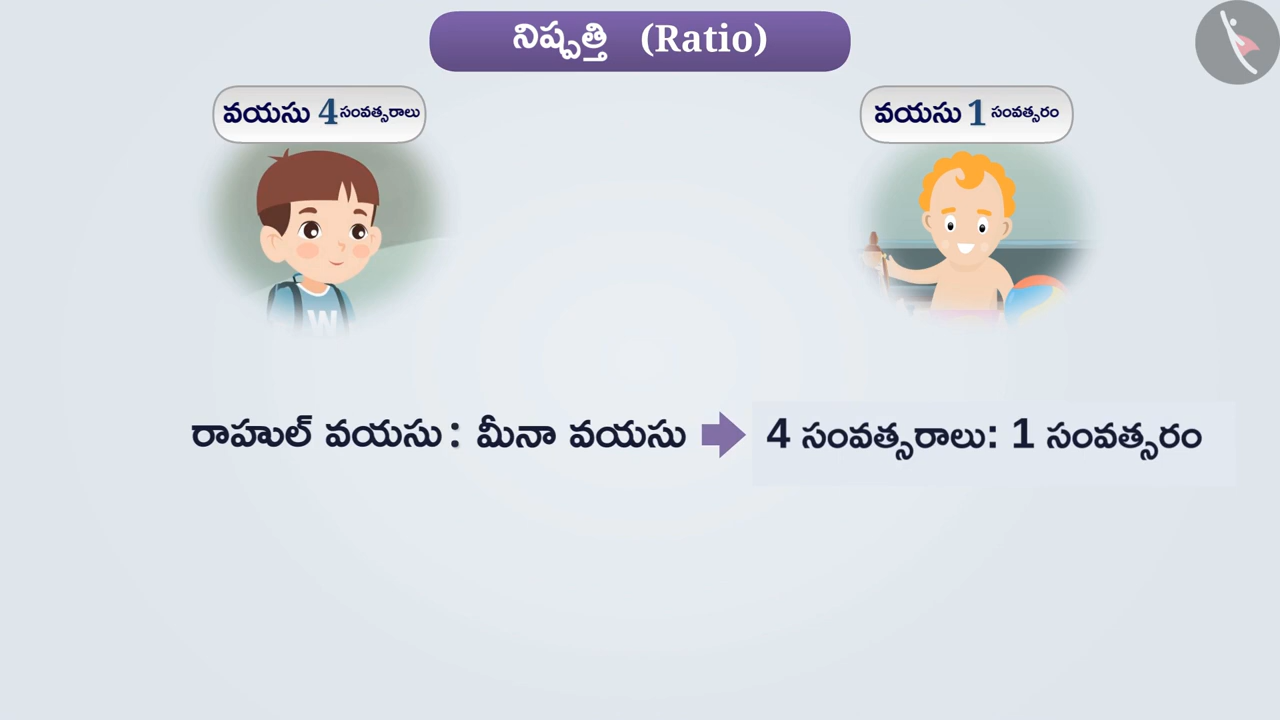 నిష్పత్తి (Ratio)
వయసు 4 సంవత్సరాలు
వయసు 1 సంవత్సరం
W
రాహుల్ వయసు : మీనా వయసు 4 సంవత్సరాలు: 1 సంవత్సరం